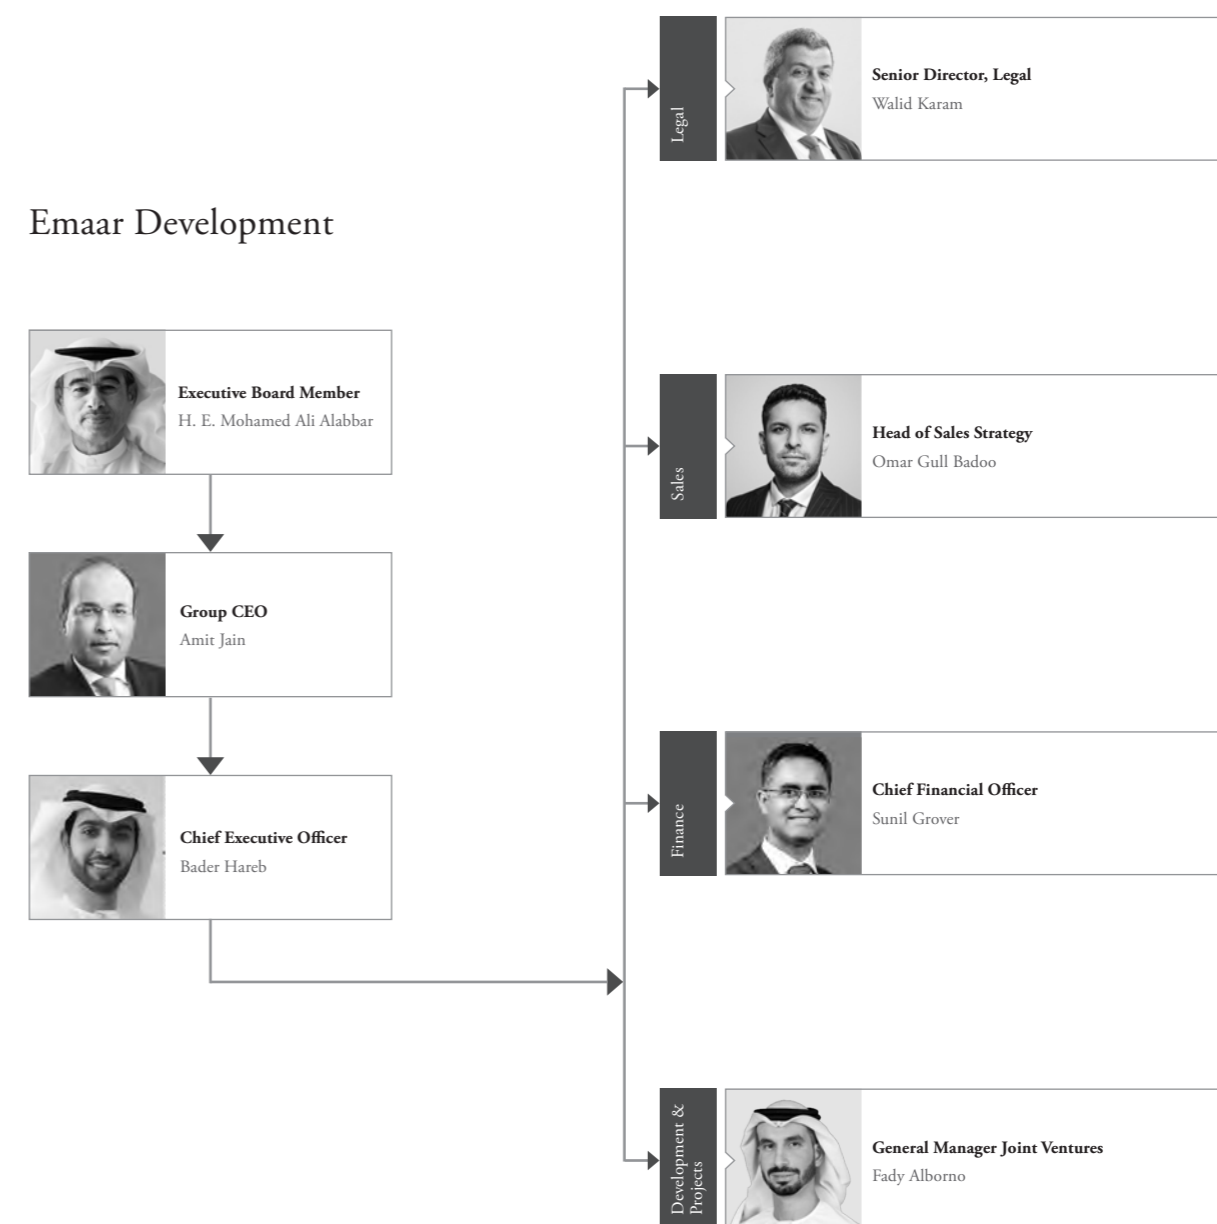 Emaar Development
Executive Board Member
H. E. Mohamed Ali Alabbar
Group CEO
Amit Jain
Chief Executive Officer
Bader Hareb
Legal
Senior Director, Legal
Walid Karam
Sales
Head of Sales Strategy
Omar Gull Badoo
Finance
Chief Financial Officer
Sunil Grover
Development &
Projects
General Manager Joint Ventures
Fady Alborno